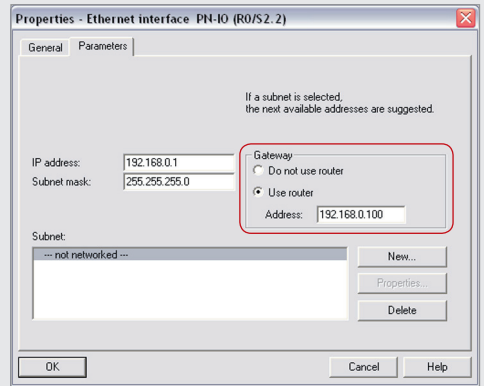 Properties - Ethernet interface PN-IO (R0/S2.2)
General
Parameters
If a subnet is selected,
the next available addresses are suggested.
IP address:
192.168.0.1
Subnet mask:
255.255.255.0
Gateway
Do not use router
Use router
Address:
192.168.0.100
Subnet:
--- not networked ---
New...
Properties...
Delete
OK
Cancel
Help